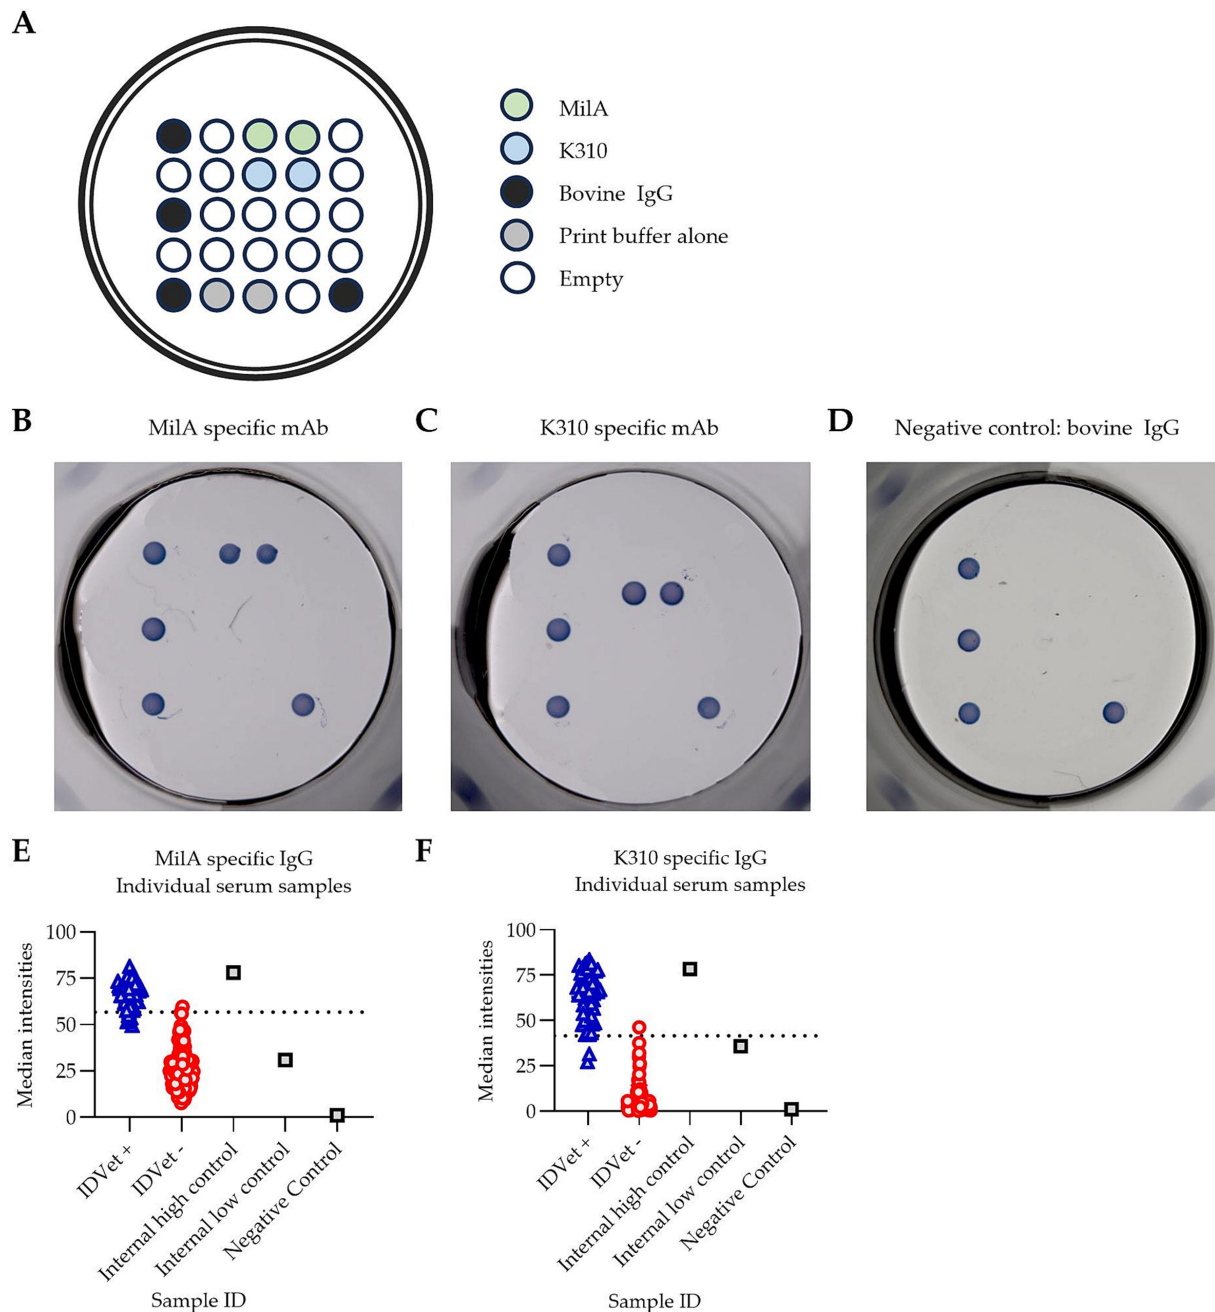 A
MilA
K310
Bovine IgG
Print buffer alone
Empty
B
MilA specific mAb
C
K310 specific mAb
D
Negative control: bovine IgG
E
MilA specific IgG
Individual serum samples
Median intensities
100
75
50
25
0
IDVet +
IDVet -
Internal high control
Internal low control
Negative Control
Sample ID
F
K310 specific IgG
Individual serum samples
Median intensities
100
75
50
25
0
IDVet +
IDVet -
Internal high control
Internal low control
Negative Control
Sample ID